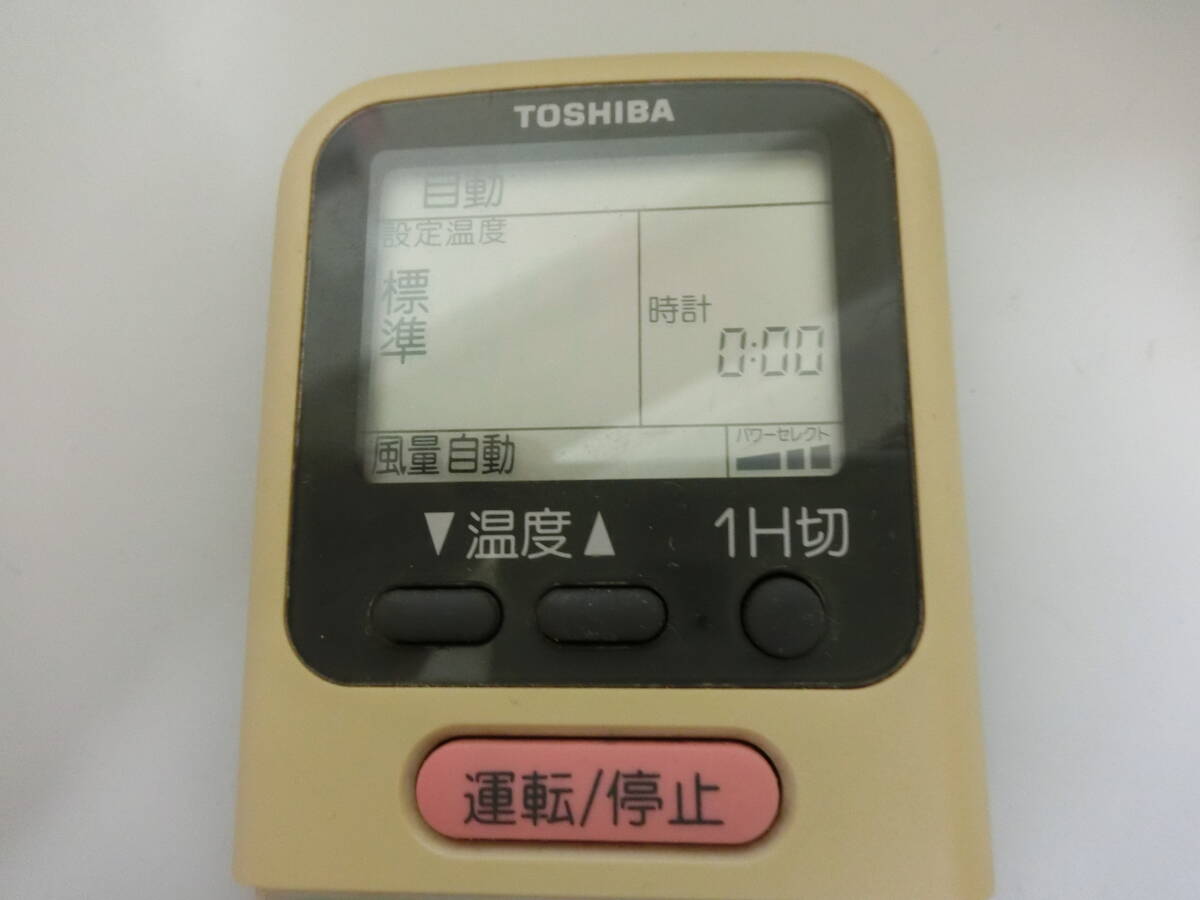 TOSHIBA
自動
設定温度
標準
時計
0:00
風量自動
パワーセレクト
▼温度▲
1H切
運転/停止